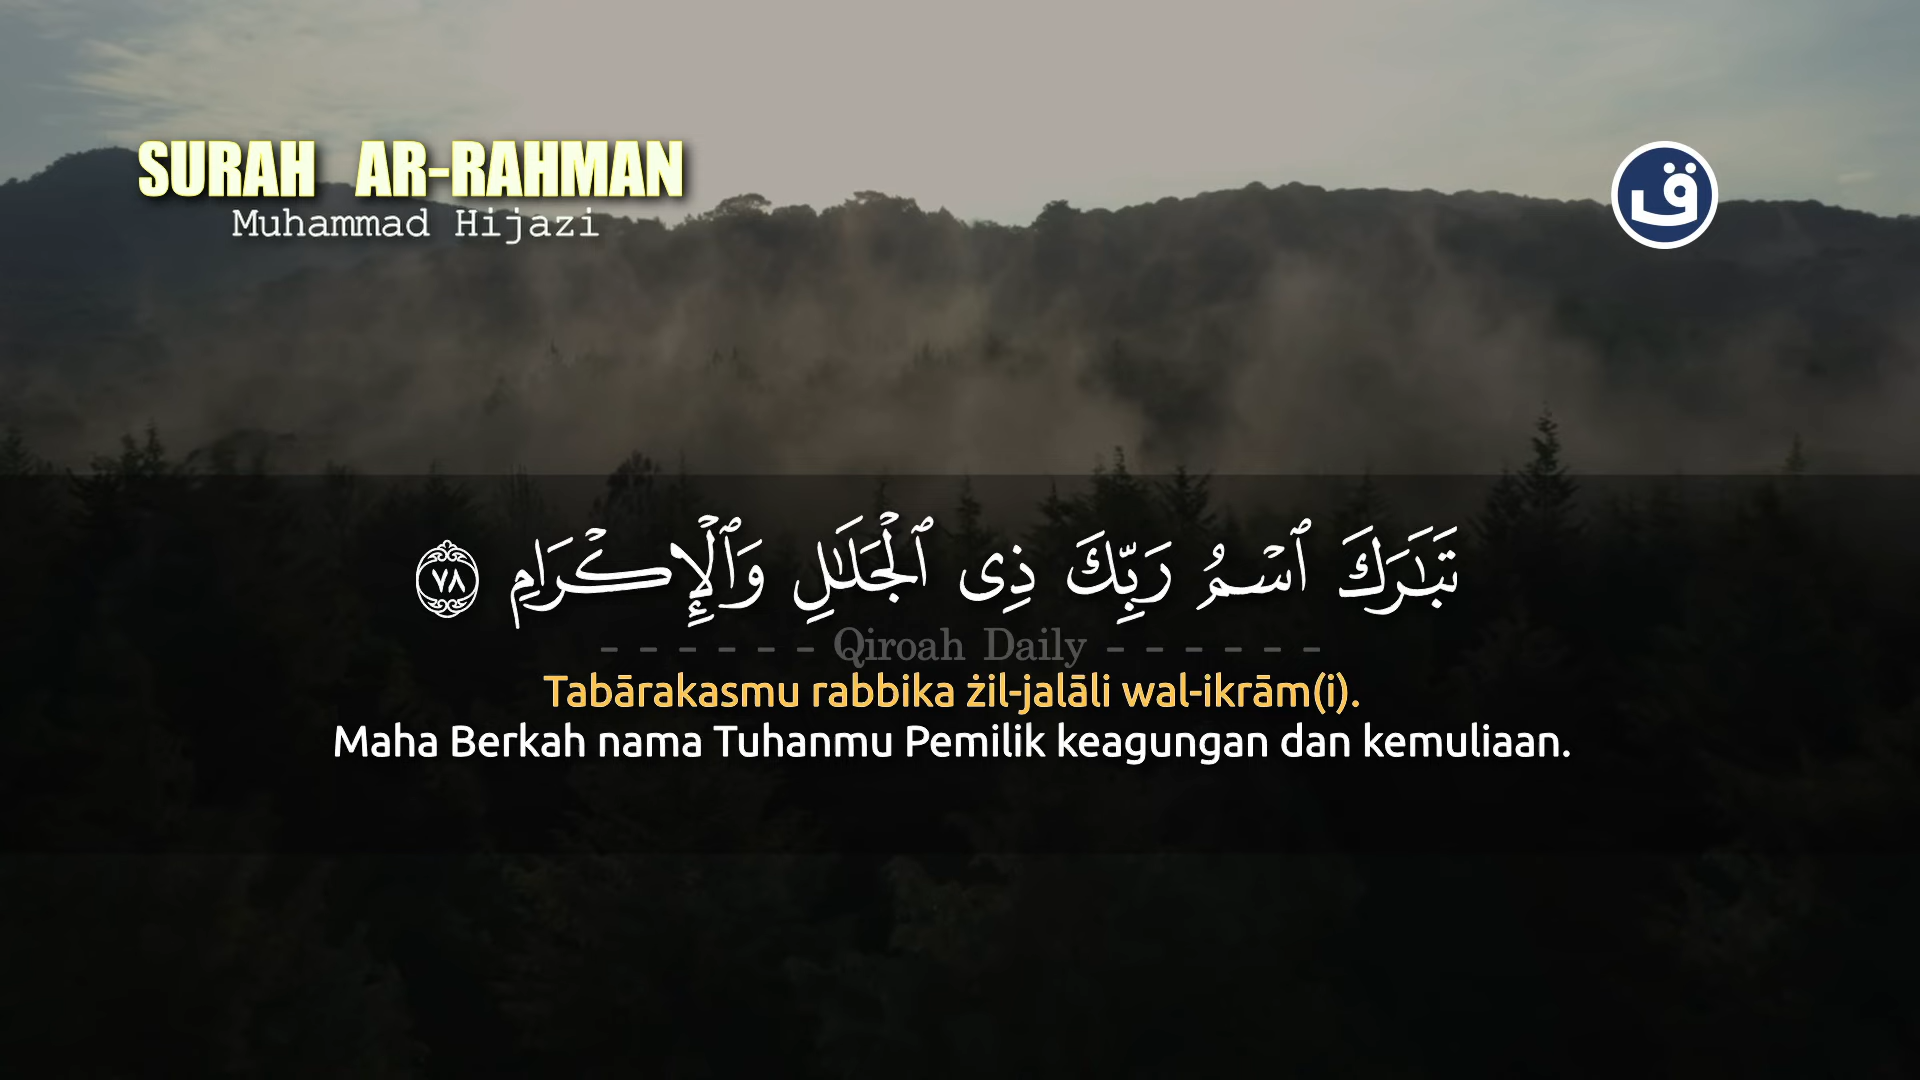 SURAH AR-RAHMAN
Muhammad Hijazi
ق
تَبَٰرَكَ ٱسْمُ رَبِّكَ ذِى ٱلْجَلَٰلِ وَٱلْإِكْرَامِ ٧٨
------ Qiroah Daily ------
Tabārakasmu rabbika żil-jalāli wal-ikrām(i).
Maha Berkah nama Tuhanmu Pemilik keagungan dan kemuliaan.